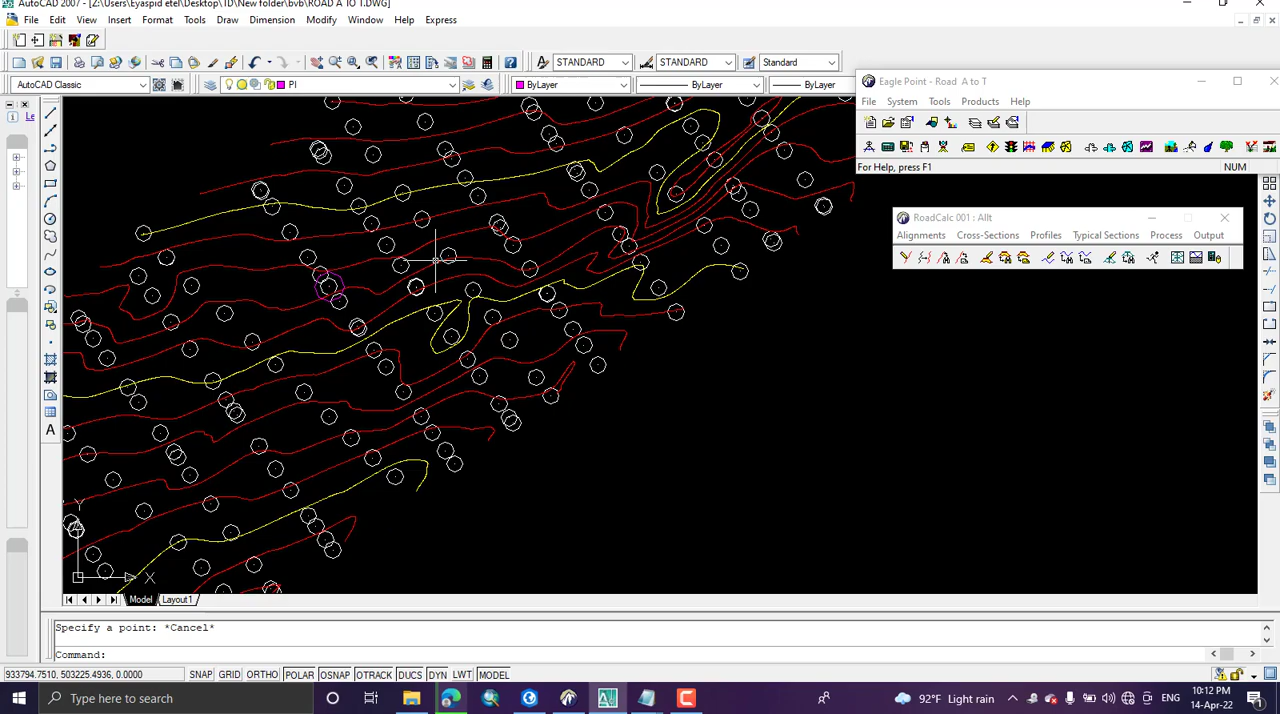 AutoCAD 2007 - [Z:\Users\Eyaspid etel\Desktop\TD\New folder\bvb\ROAD A TO T.DWG]
File Edit View Insert Format Tools Draw Dimension Modify Window Help Express
STANDARD STANDARD Standard
AutoCAD Classic PI ByLayer ByLayer ByLayer
Eagle Point - Road A to T
File System Tools Products Help
For Help, press F1 NUM
RoadCalc 001 : Allt
Alignments Cross-Sections Profiles Typical Sections Process Output
Le
Y
X
Model Layout1
Specify a point: *Cancel*
Command:
933794.7510, 503225.4936, 0.0000 SNAP GRID ORTHO POLAR OSNAP OTRACK DUCS DYN LWT MODEL
Type here to search
92°F Light rain
ENG
10:12 PM
14-Apr-22